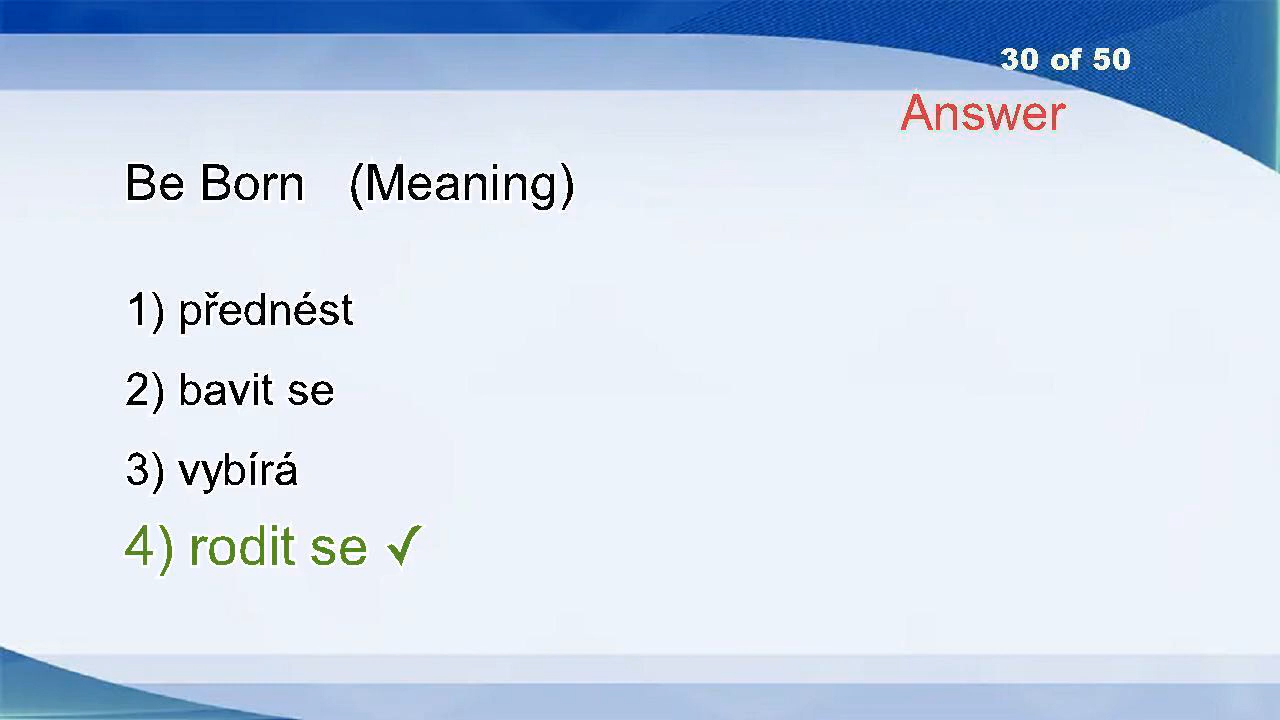 30 of 50
Answer
Be Born (Meaning)
1) přednést
2) bavit se
3) vybírá
4) rodit se ✓